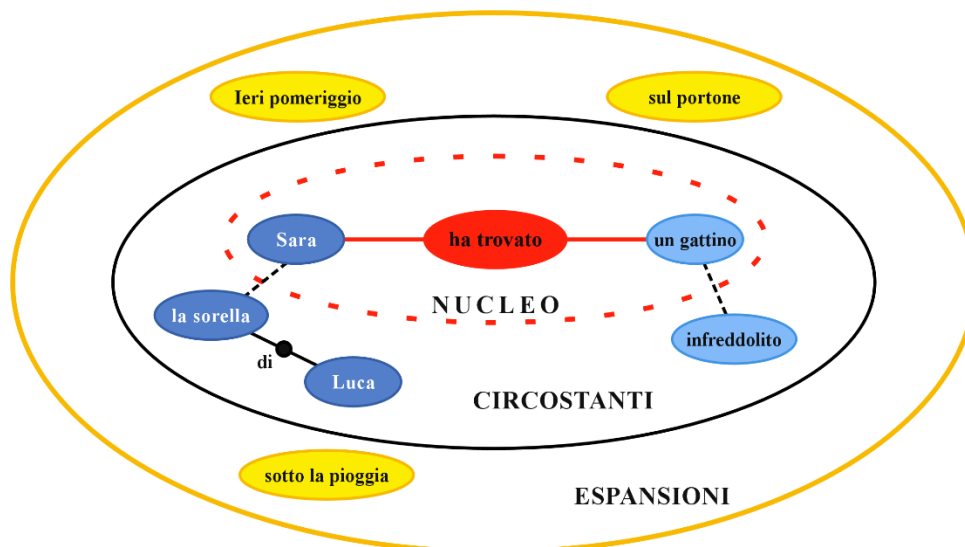 Ieri pomeriggio
sul portone
Sara
ha trovato
un gattino
NUCLEO
la sorella
infreddolito
di
Luca
CIRCOSTANTI
sotto la pioggia
ESPANSIONI